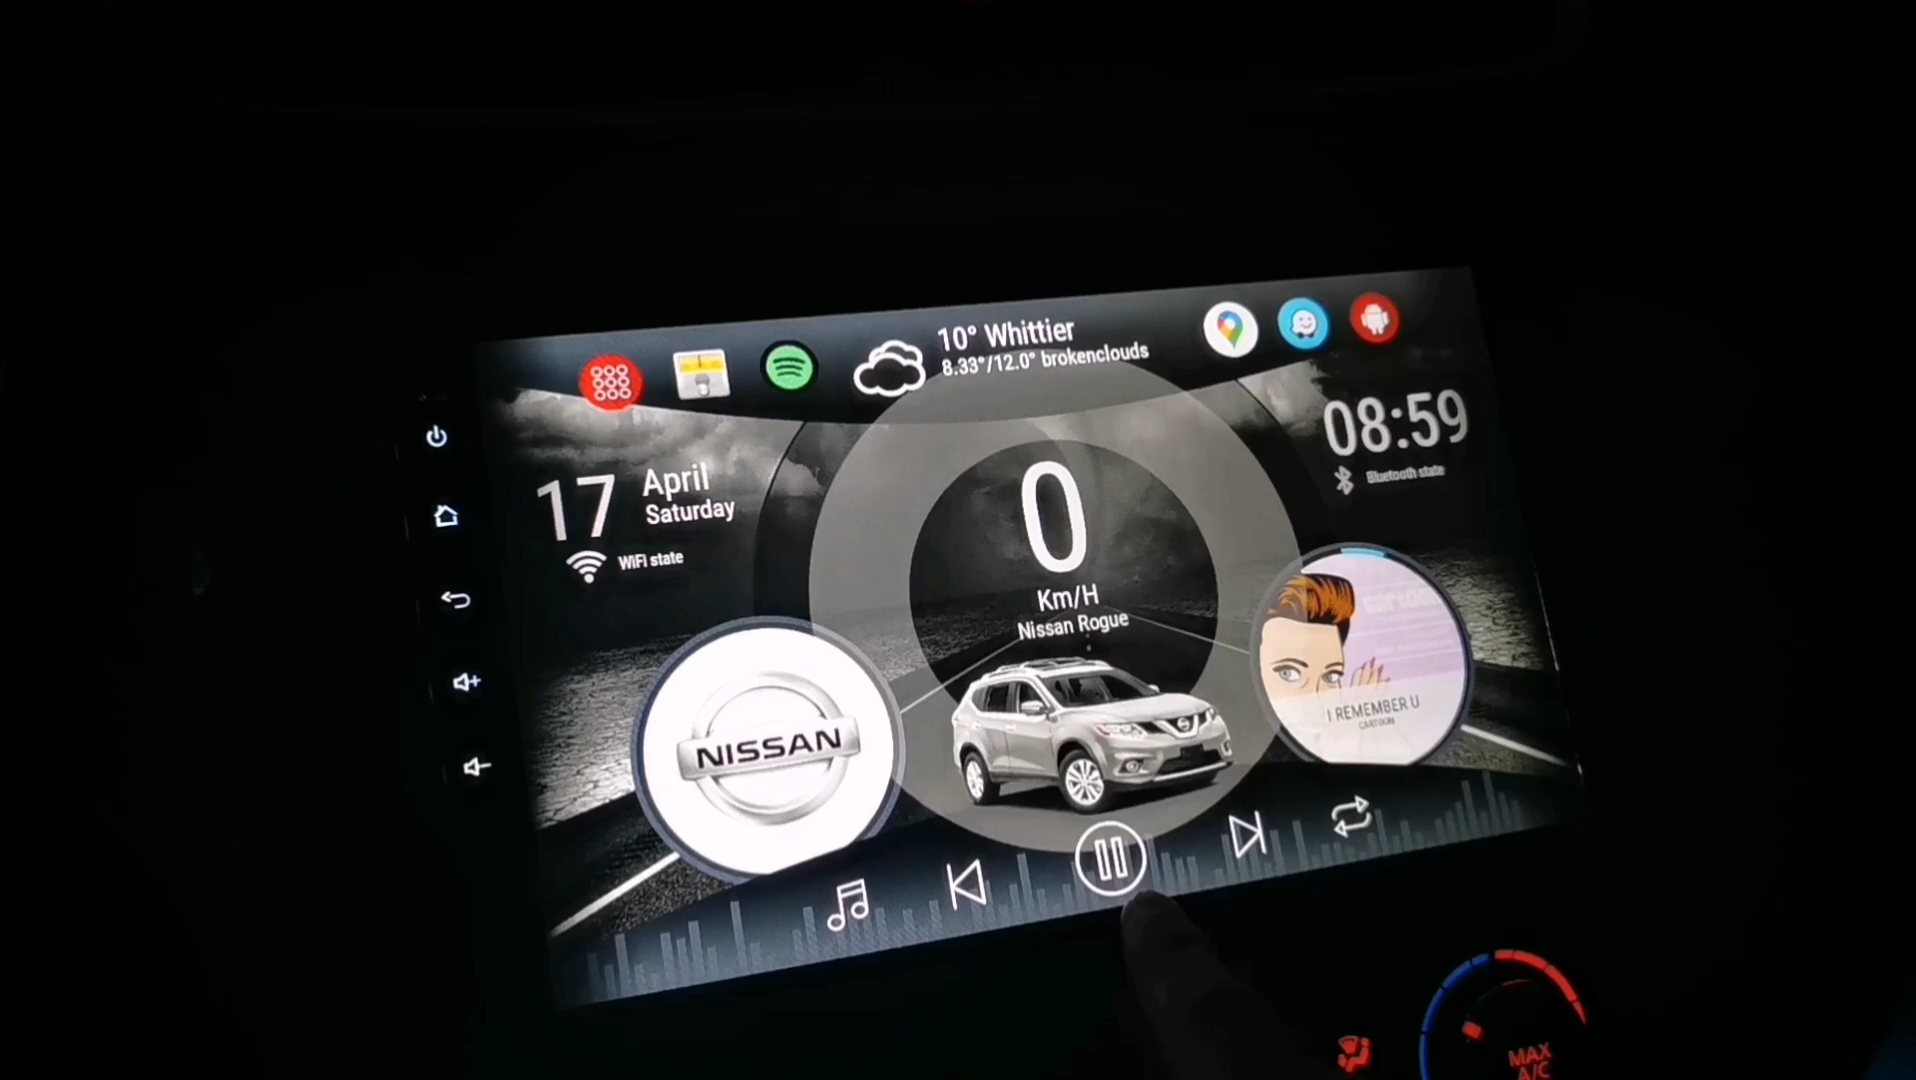 10° Whittier
8.33°/12.0° brokenclouds
08:59
Bluetooth state
17
April
Saturday
WiFi state
0
Km/H
Nissan Rogue
NISSAN
I REMEMBER U
CARTOON
MAX
A/C